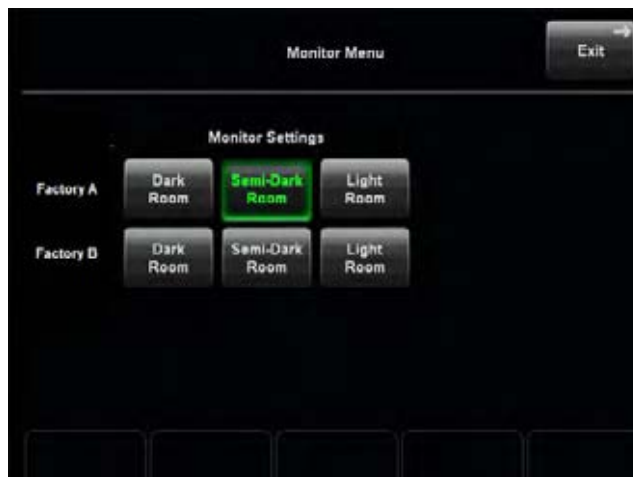 Monitor Menu
Exit
Monitor Settings
Factory A
Dark
Room
Semi-Dark
Room
Light
Room
Factory B
Dark
Room
Semi-Dark
Room
Light
Room